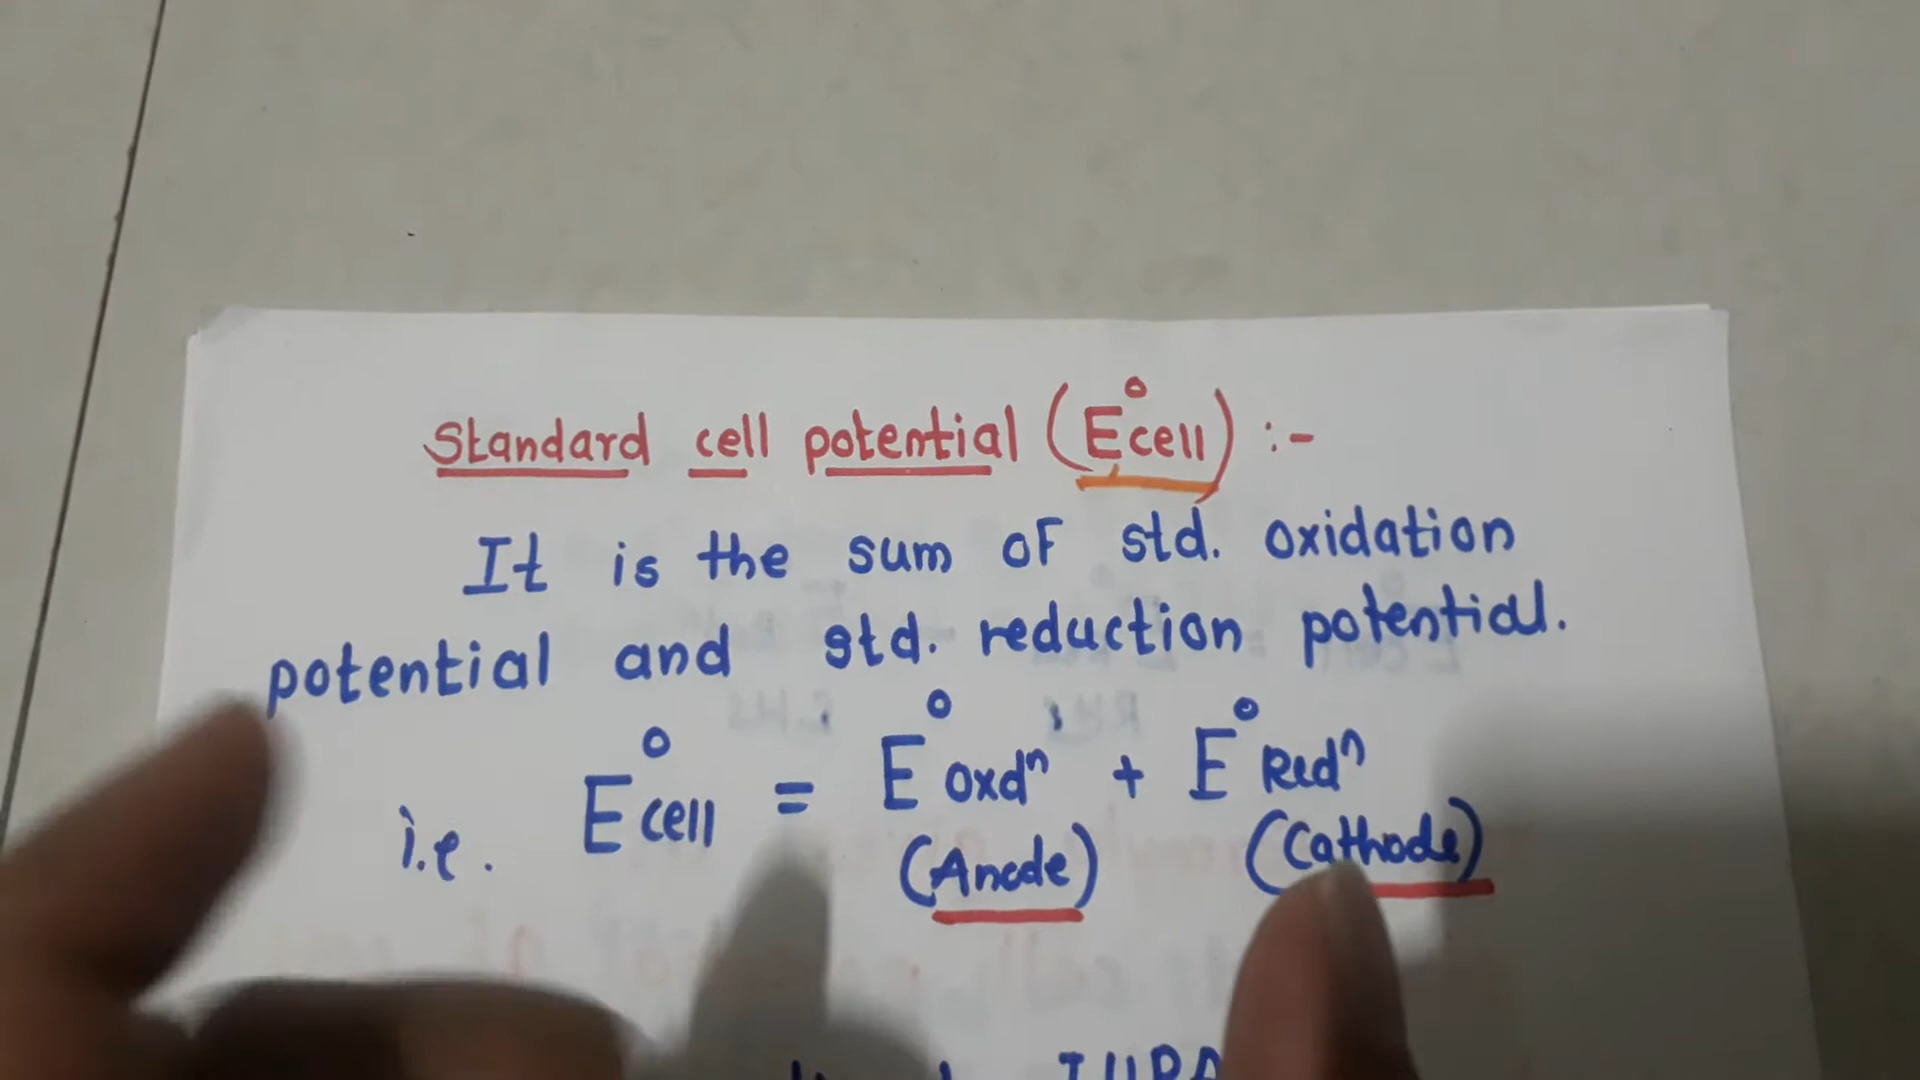 Standard cell potential (E°cell) :-
It is the sum of std. oxidation
potential and std. reduction potential.
i.e. E°cell = E°oxdⁿ + E°Redⁿ
(Anode) (Cathode)